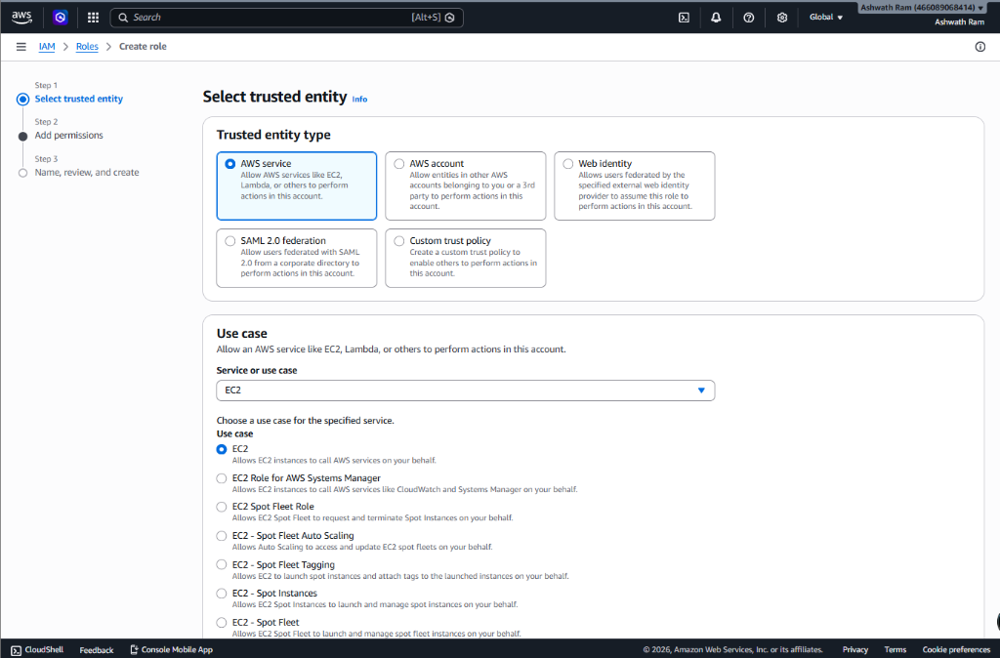 aws
Search
[Alt+S]
Global
Ashwath Ram (466089068414)
Ashwath Ram
IAM
Roles
Create role
Step 1
Select trusted entity
Step 2
Add permissions
Step 3
Name, review, and create
Select trusted entity Info
Trusted entity type
AWS service
Allow AWS services like EC2,
Lambda, or others to perform
actions in this account.
AWS account
Allow entities in other AWS
accounts belonging to you or a 3rd
party to perform actions in this
account.
Web identity
Allows users federated by the
specified external web identity
provider to assume this role to
perform actions in this account.
SAML 2.0 federation
Allow users federated with SAML
2.0 from a corporate directory to
perform actions in this account.
Custom trust policy
Create a custom trust policy to
enable others to perform actions in
this account.
Use case
Allow an AWS service like EC2, Lambda, or others to perform actions in this account.
Service or use case
EC2
Choose a use case for the specified service.
Use case
EC2
Allows EC2 instances to call AWS services on your behalf.
EC2 Role for AWS Systems Manager
Allows EC2 instances to call AWS services like CloudWatch and Systems Manager on your behalf.
EC2 Spot Fleet Role
Allows EC2 Spot Fleet to request and terminate Spot Instances on your behalf.
EC2 - Spot Fleet Auto Scaling
Allows Auto Scaling to access and update EC2 spot fleets on your behalf.
EC2 - Spot Fleet Tagging
Allows EC2 to launch spot instances and attach tags to the launched instances on your behalf.
EC2 - Spot Instances
Allows EC2 Spot Instances to launch and manage spot instances on your behalf.
EC2 - Spot Fleet
Allows EC2 Spot Fleet to launch and manage spot fleet instances on your behalf.
CloudShell
Feedback
Console Mobile App
© 2026, Amazon Web Services, Inc. or its affiliates.
Privacy
Terms
Cookie preferences